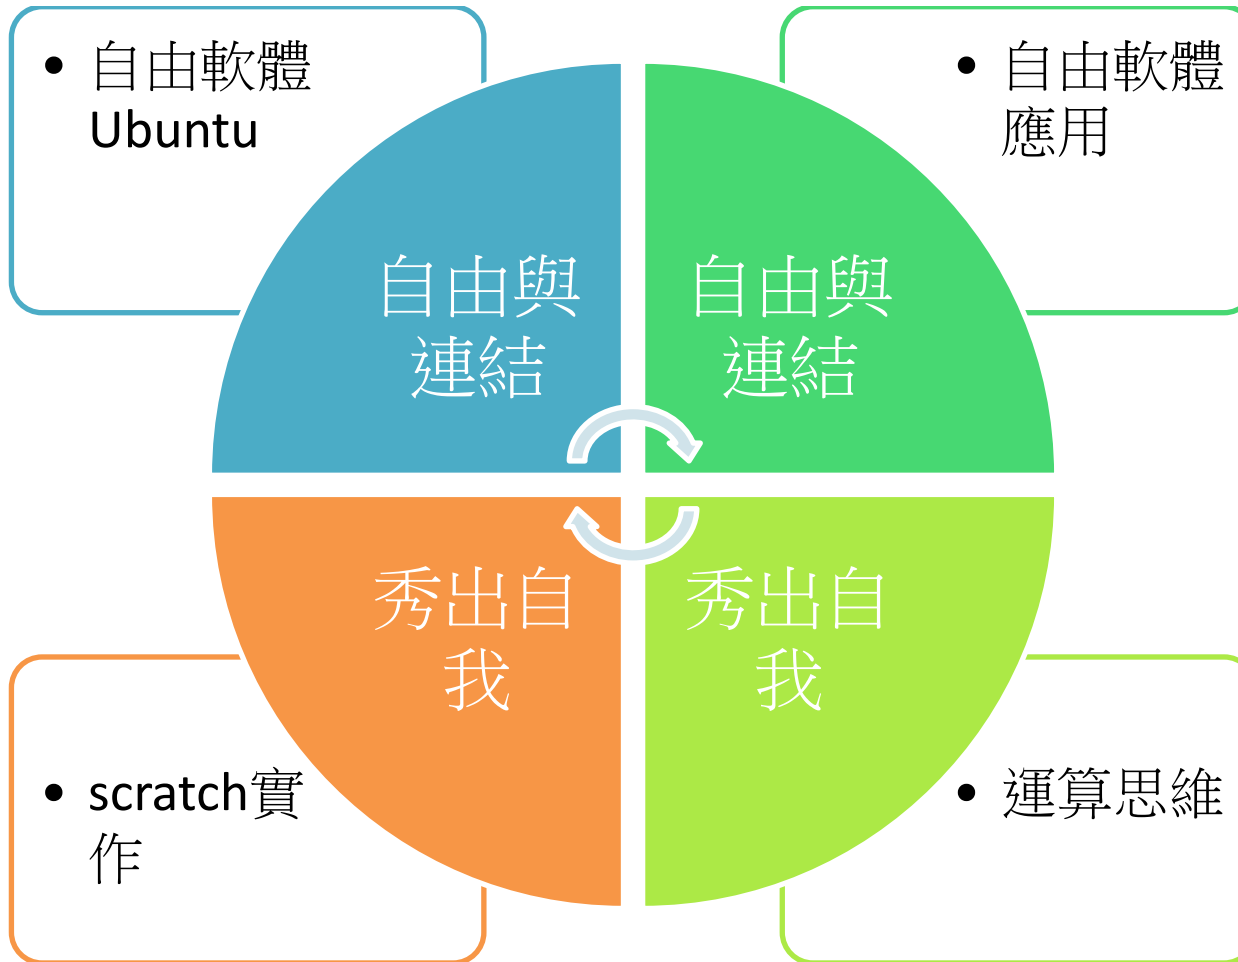 • 自由軟體
Ubuntu
• 自由軟體
應用
自由與
連結
自由與
連結
秀出自
我
秀出自
我
• scratch實
作
• 運算思維